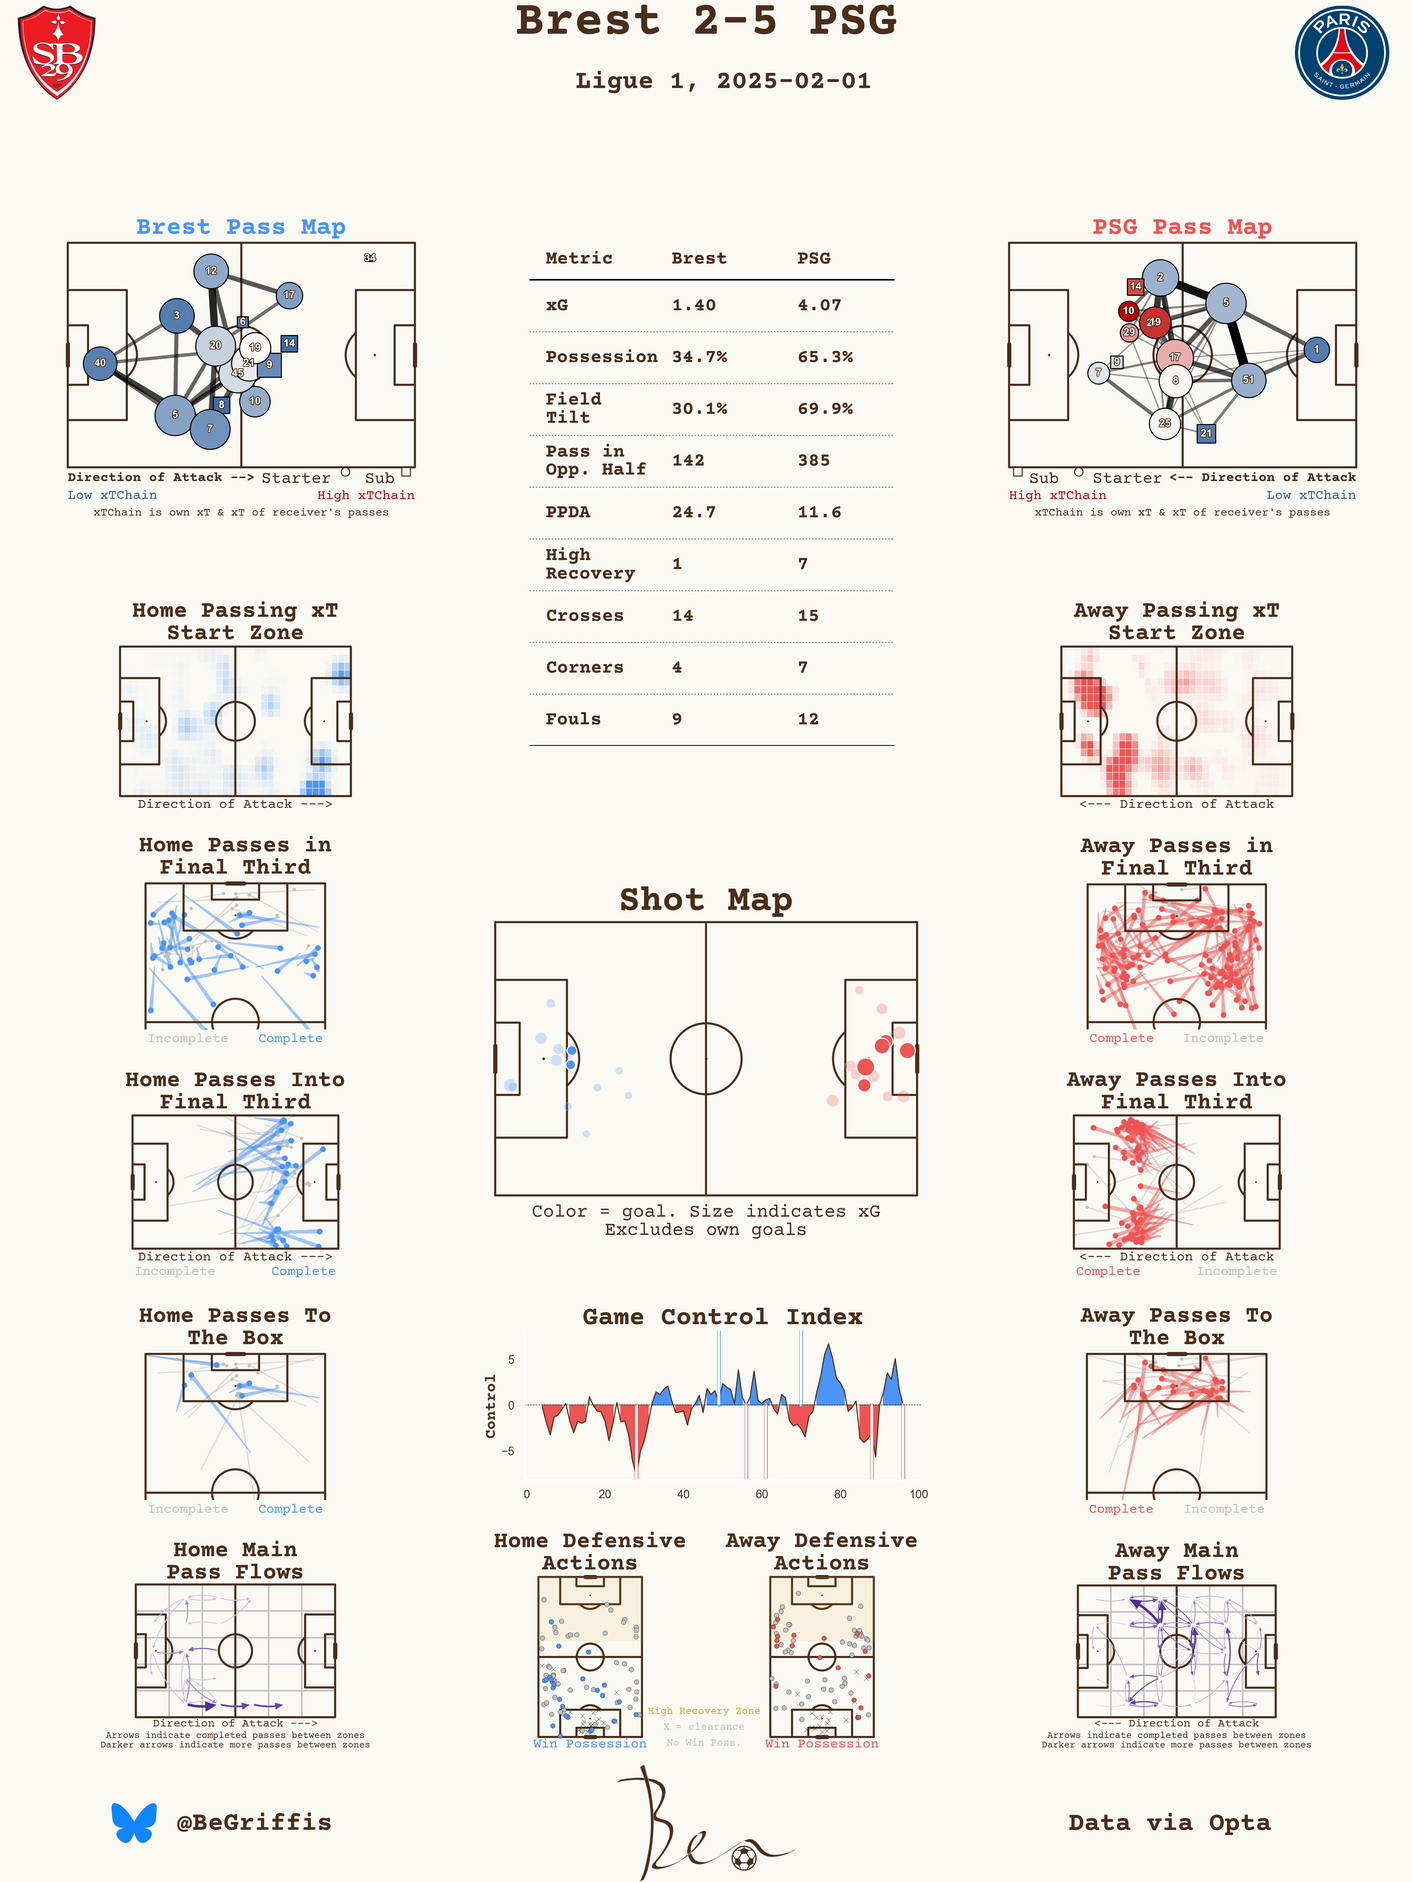 Brest 2-5 PSG
Ligue 1, 2025-02-01
SB
29
PARIS
SAINT-GERMAIN
Brest Pass Map
34
12
17
3
6
20
19
14
21
9
40
45
10
8
5
7
Direction of Attack --> Starter Sub
Low xTChain High xTChain
xTChain is own xT & xT of receiver's passes
Metric Brest PSG
xG 1.40 4.07
Possession 34.7% 65.3%
Field
Tilt 30.1% 69.9%
Pass in
Opp. Half 142 385
PPDA 24.7 11.6
High
Recovery 1 7
Crosses 14 15
Corners 4 7
Fouls 9 12
PSG Pass Map
2
14
10
5
19
29
17
1
9
7
8
51
25
21
Sub Starter <-- Direction of Attack
High xTChain Low xTChain
xTChain is own xT & xT of receiver's passes
Home Passing xT
Start Zone
Direction of Attack --->
Away Passing xT
Start Zone
<--- Direction of Attack
Home Passes in
Final Third
Incomplete Complete
Away Passes in
Final Third
Complete Incomplete
Shot Map
Color = goal. Size indicates xG
Excludes own goals
Home Passes Into
Final Third
Direction of Attack --->
Incomplete Complete
Away Passes Into
Final Third
<--- Direction of Attack
Complete Incomplete
Home Passes To
The Box
Incomplete Complete
Game Control Index
Control
5
0
−5
0 20 40 60 80 100
Away Passes To
The Box
Complete Incomplete
Home Main
Pass Flows
Direction of Attack --->
Arrows indicate completed passes between zones
Darker arrows indicate more passes between zones
Home Defensive
Actions
Win Possession
Away Defensive
Actions
Win Possession
High Recovery Zone
X = clearance
No Win Poss.
Away Main
Pass Flows
<--- Direction of Attack
Arrows indicate completed passes between zones
Darker arrows indicate more passes between zones
@BeGriffis
Ben
Data via Opta